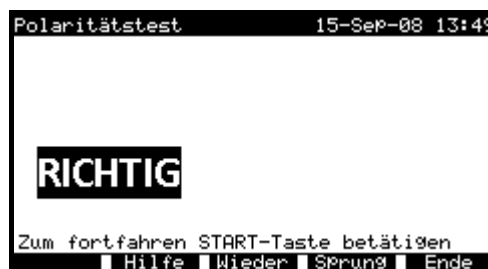 Polaritätstest 15-Sep-08 13:49
RICHTIG
Zum fortfahren START-Taste betätigen
Hilfe Wieder Sprung Ende